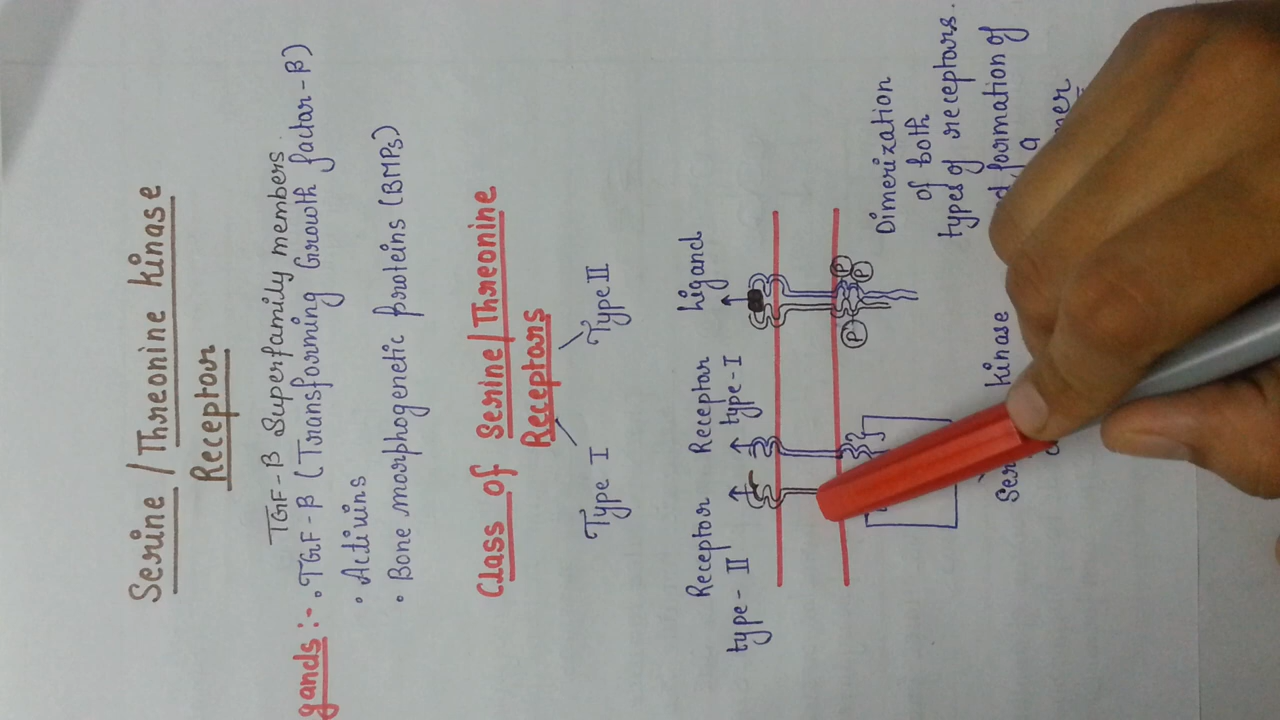 Serine/Threonine kinase
Receptor
TGF-B Superfamily members
gands:- • TGF-B (Transforming Growth factor-B)
• Activins
• Bone morphogenetic proteins (BMPs)
Class of Serine/Threonine
Receptors
Type I Type II
Receptor type-II
Receptor type-I
Ligand
P P P
Dimerization
of both
types of receptors.
formation of
a
kinase